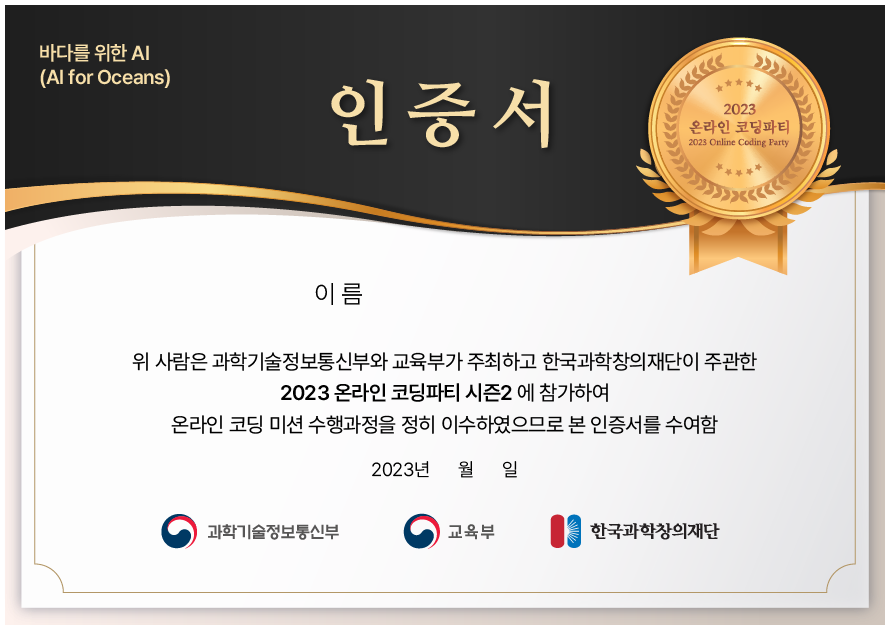 바다를 위한 AI
(AI for Oceans)
인증서
2023
온라인 코딩파티
2023 Online Coding Party
이 름
위 사람은 과학기술정보통신부와 교육부가 주최하고 한국과학창의재단이 주관한
2023 온라인 코딩파티 시즌2 에 참가하여
온라인 코딩 미션 수행과정을 정히 이수하였으므로 본 인증서를 수여함
2023년 월 일
과학기술정보통신부
교육부
한국과학창의재단